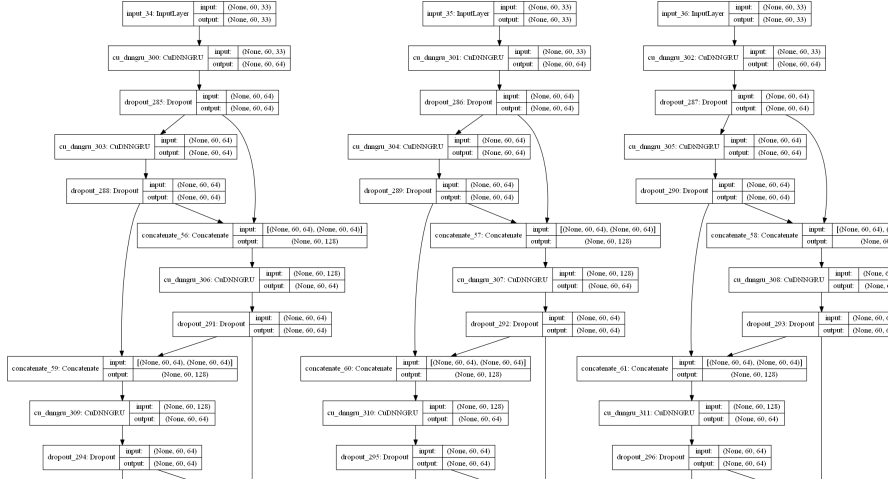 input_34: InputLayer input: (None, 60, 33) output: (None, 60, 33)
input_35: InputLayer input: (None, 60, 33) output: (None, 60, 33)
input_36: InputLayer input: (None, 60, 33) output: (None, 60, 33)
cu_dnngru_300: CuDNNGRU input: (None, 60, 33) output: (None, 60, 64)
cu_dnngru_301: CuDNNGRU input: (None, 60, 33) output: (None, 60, 64)
cu_dnngru_302: CuDNNGRU input: (None, 60, 33) output: (None, 60, 64)
dropout_285: Dropout input: (None, 60, 64) output: (None, 60, 64)
dropout_286: Dropout input: (None, 60, 64) output: (None, 60, 64)
dropout_287: Dropout input: (None, 60, 64) output: (None, 60, 64)
cu_dnngru_303: CuDNNGRU input: (None, 60, 64) output: (None, 60, 64)
cu_dnngru_304: CuDNNGRU input: (None, 60, 64) output: (None, 60, 64)
cu_dnngru_305: CuDNNGRU input: (None, 60, 64) output: (None, 60, 64)
dropout_288: Dropout input: (None, 60, 64) output: (None, 60, 64)
dropout_289: Dropout input: (None, 60, 64) output: (None, 60, 64)
dropout_290: Dropout input: (None, 60, 64) output: (None, 60, 64)
concatenate_56: Concatenate input: [(None, 60, 64), (None, 60, 64)] output: (None, 60, 128)
concatenate_57: Concatenate input: [(None, 60, 64), (None, 60, 64)] output: (None, 60, 128)
concatenate_58: Concatenate input: [(None, 60, 64), ( output: (None, 6
cu_dnngru_306: CuDNNGRU input: (None, 60, 128) output: (None, 60, 64)
cu_dnngru_307: CuDNNGRU input: (None, 60, 128) output: (None, 60, 64)
cu_dnngru_308: CuDNNGRU input: (None, 6 output: (None, 6
dropout_291: Dropout input: (None, 60, 64) output: (None, 60, 64)
dropout_292: Dropout input: (None, 60, 64) output: (None, 60, 64)
dropout_293: Dropout input: (None, 60, output: (None, 60,
concatenate_59: Concatenate input: [(None, 60, 64), (None, 60, 64)] output: (None, 60, 128)
concatenate_60: Concatenate input: [(None, 60, 64), (None, 60, 64)] output: (None, 60, 128)
concatenate_61: Concatenate input: [(None, 60, 64), (None, 60, 64)] output: (None, 60, 128)
cu_dnngru_309: CuDNNGRU input: (None, 60, 128) output: (None, 60, 64)
cu_dnngru_310: CuDNNGRU input: (None, 60, 128) output: (None, 60, 64)
cu_dnngru_311: CuDNNGRU input: (None, 60, 128) output: (None, 60, 64)
dropout_294: Dropout input: (None, 60, 64) output: (None, 60, 64)
dropout_295: Dropout input: (None, 60, 64) output: (None, 60, 64)
dropout_296: Dropout input: (None, 60, 64) output: (None, 60, 64)